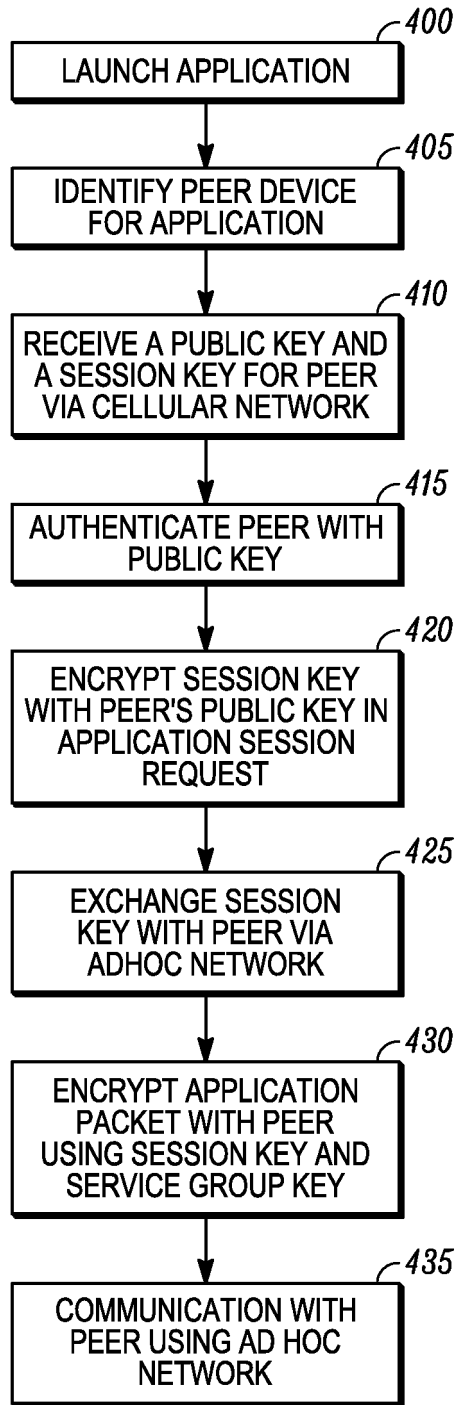 400
LAUNCH APPLICATION
405
IDENTIFY PEER DEVICE
FOR APPLICATION
410
RECEIVE A PUBLIC KEY AND
A SESSION KEY FOR PEER
VIA CELLULAR NETWORK
415
AUTHENTICATE PEER WITH
PUBLIC KEY
420
ENCRYPT SESSION KEY
WITH PEER'S PUBLIC KEY IN
APPLICATION SESSION
REQUEST
425
EXCHANGE SESSION
KEY WITH PEER VIA
ADHOC NETWORK
430
ENCRYPT APPLICATION
PACKET WITH PEER
USING SESSION KEY AND
SERVICE GROUP KEY
435
COMMUNICATION WITH
PEER USING AD HOC
NETWORK